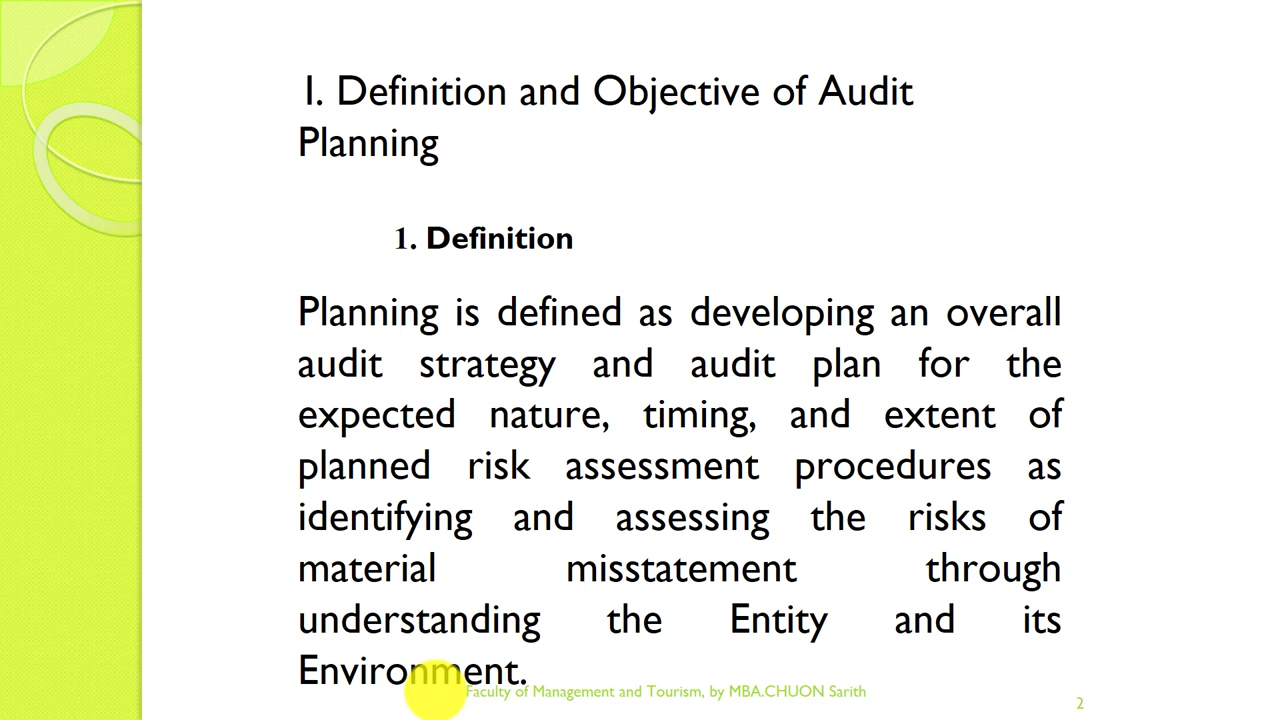 I. Definition and Objective of Audit
Planning
1. Definition
Planning is defined as developing an overall
audit strategy and audit plan for the
expected nature, timing, and extent of
planned risk assessment procedures as
identifying and assessing the risks of
material misstatement through
understanding the Entity and its
Environment.
Faculty of Management and Tourism, by MBA.CHUON Sarith
2